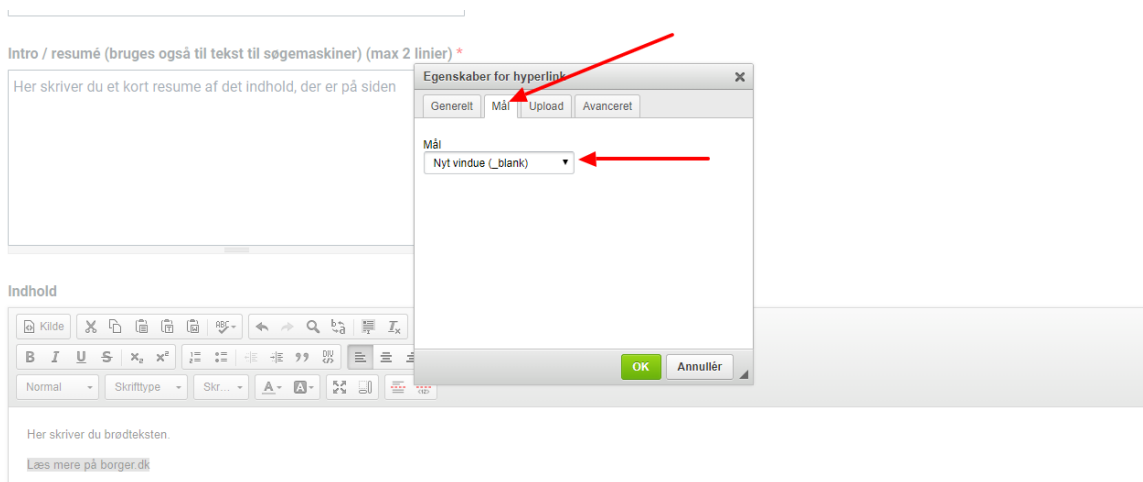 Intro / resumé (bruges også til tekst til søgemaskiner) (max 2 linier) *
Her skriver du et kort resume af det indhold, der er på siden
Egenskaber for hyperlink
Generelt Mål Upload Avanceret
Mål
Nyt vindue (_blank)
OK Annullér
Indhold
Kilde
B I U S x₂ x²
Normal Skrifttype Skr...
Her skriver du brødteksten.
Læs mere på borger.dk